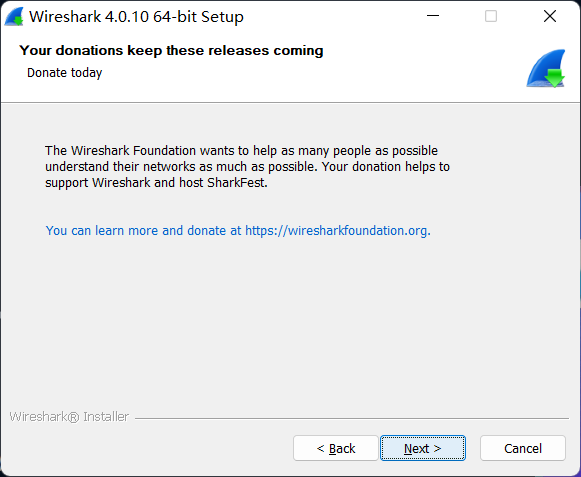 Wireshark 4.0.10 64-bit Setup
Your donations keep these releases coming
Donate today
The Wireshark Foundation wants to help as many people as possible
understand their networks as much as possible. Your donation helps to
support Wireshark and host SharkFest.
You can learn more and donate at https://wiresharkfoundation.org.
Wireshark® Installer
< Back
Next >
Cancel